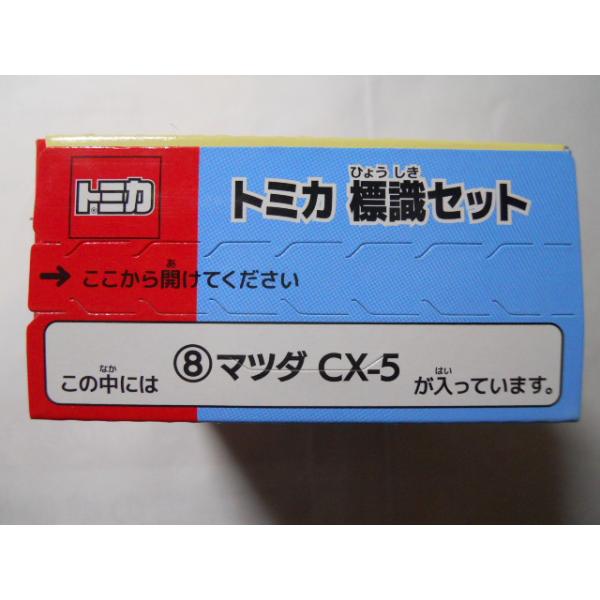 トミカ
ひょうしき
トミカ 標識セット
あ
→ ここから開けてください
なか
はい
この中には ⑧マツダ CX-5 が入っています。